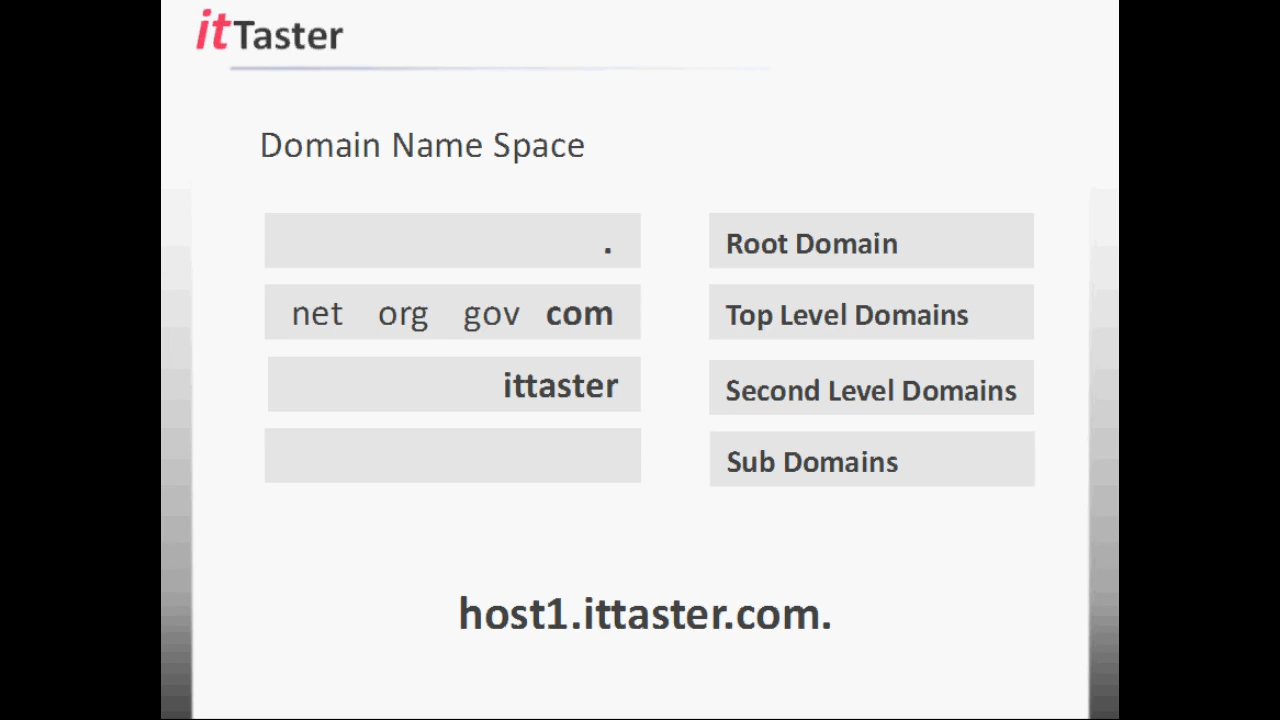 itTaster
Domain Name Space
. Root Domain
net org gov com Top Level Domains
ittaster Second Level Domains
Sub Domains
host1.ittaster.com.